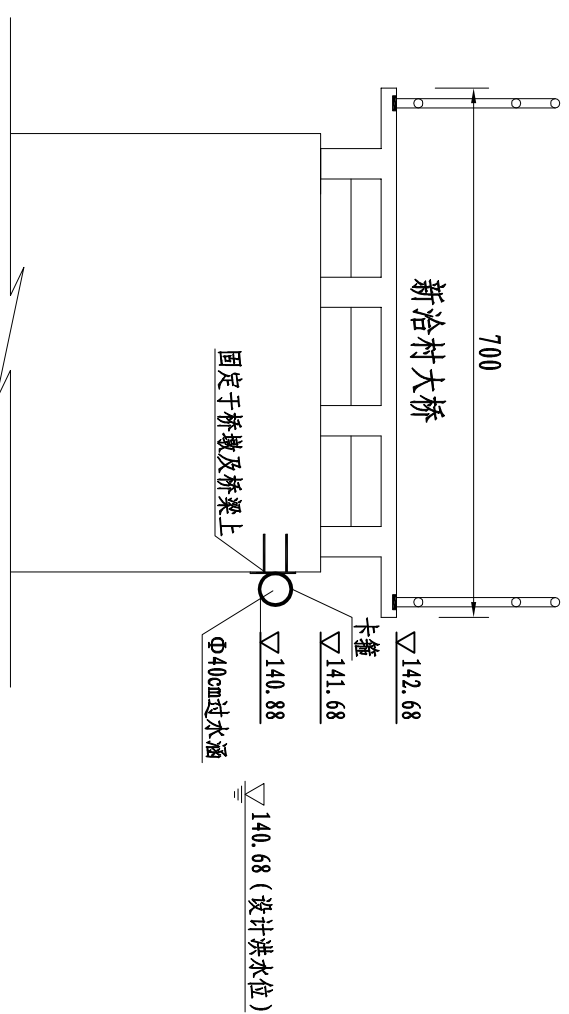 700
新洽村大桥
142.68
卡箍
141.68
140.88
140.68（设计洪水位）
固定于桥墩及桥梁上
Φ40cm过水涵